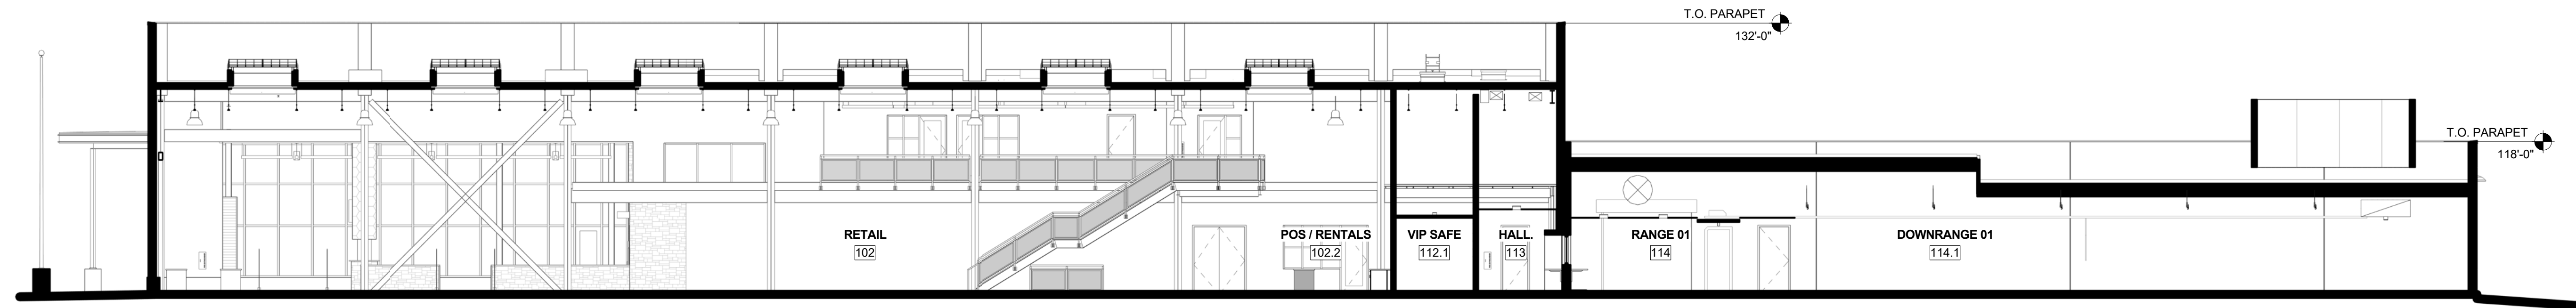 T.O. PARAPET
132'-0"
T.O. PARAPET
118'-0"
RETAIL
102
POS / RENTALS
102.2
VIP SAFE
112.1
HALL.
113
RANGE 01
114
DOWNRANGE 01
114.1